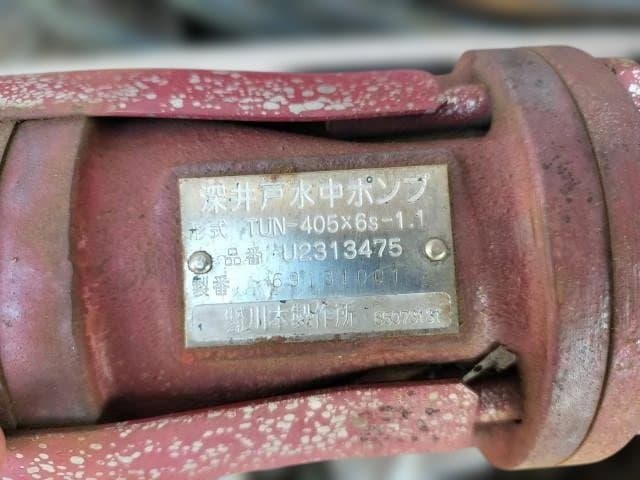 深井戸水中ポンプ
形式 TUN-405×6s-1.1
品番 U2313475
製番
川本製作所